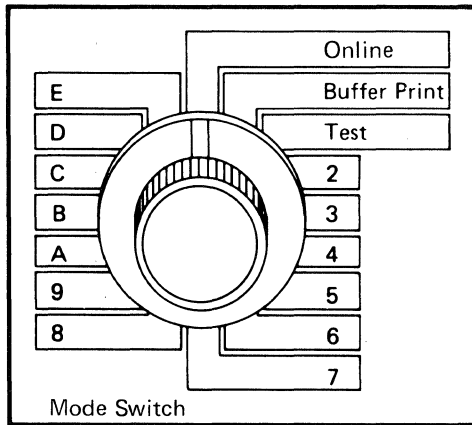 Online
Buffer Print
Test
2
3
4
5
6
7
8
9
A
B
C
D
E
Mode Switch